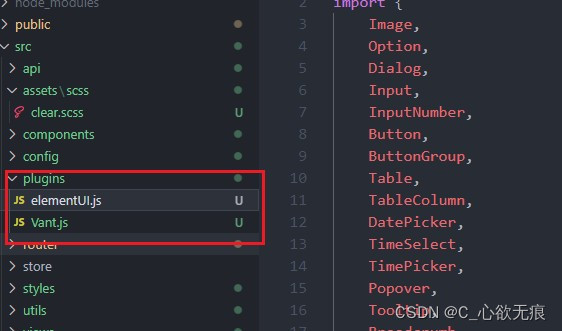 node_modules
public
src
api
assets\scss
clear.scss U
components
config
plugins
JS elementUI.js U
JS Vant.js U
router
store
styles
utils
views
2 import {
3 Image,
4 Option,
5 Dialog,
6 Input,
7 InputNumber,
8 Button,
9 ButtonGroup,
10 Table,
11 TableColumn,
12 DatePicker,
13 TimeSelect,
14 TimePicker,
15 Popover,
16 Tooltip,
17 Breadcrumb,
CSDN @C_心欲无痕